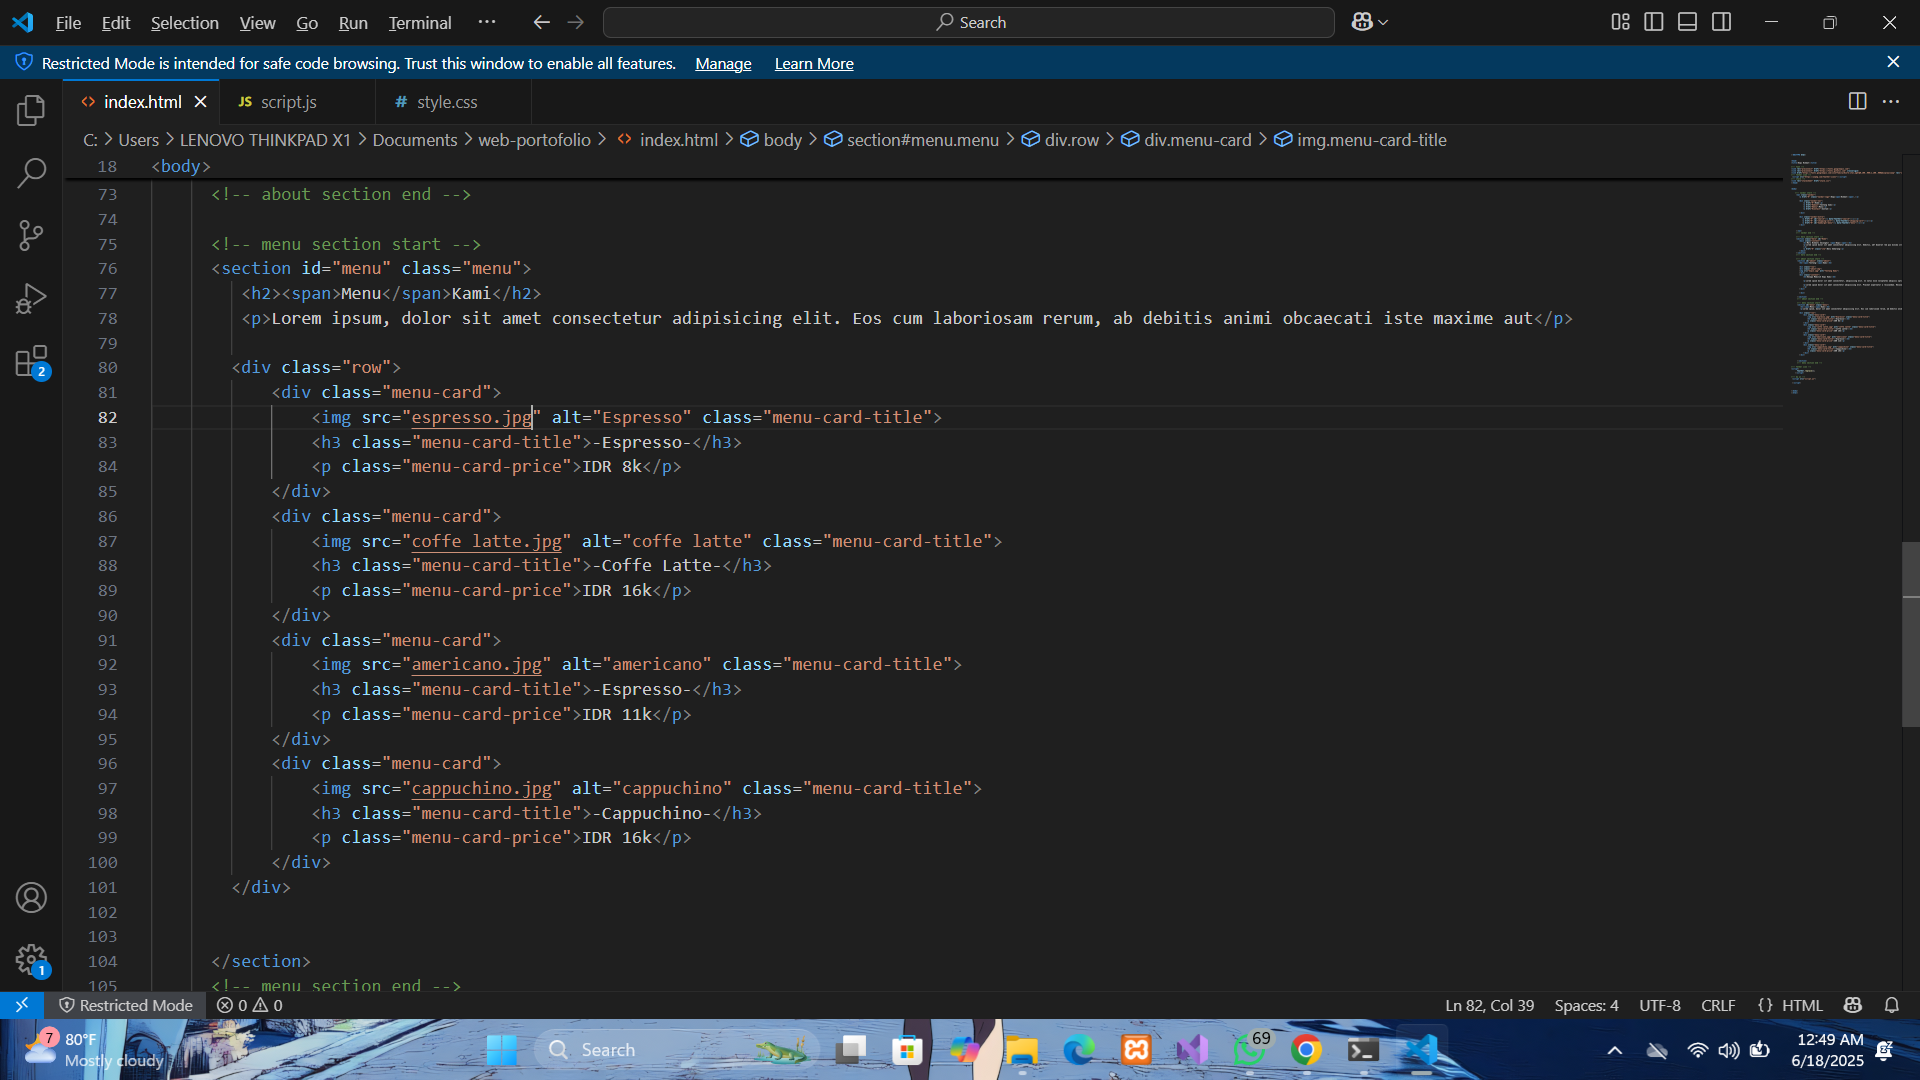 File Edit Selection View Go Run Terminal ··· Search
Restricted Mode is intended for safe code browsing. Trust this window to enable all features. Manage Learn More
index.html JS script.js # style.css
C: > Users > LENOVO THINKPAD X1 > Documents > web-portofolio > index.html > body > section#menu.menu > div.row > div.menu-card > img.menu-card-title
18 <body>
73 <!-- about section end -->
74
75 <!-- menu section start -->
76 <section id="menu" class="menu">
77 <h2><span>Menu</span>Kami</h2>
78 <p>Lorem ipsum, dolor sit amet consectetur adipisicing elit. Eos cum laboriosam rerum, ab debitis animi obcaecati iste maxime aut</p>
79
80 <div class="row">
81 <div class="menu-card">
82 <img src="espresso.jpg" alt="Espresso" class="menu-card-title">
83 <h3 class="menu-card-title">-Espresso-</h3>
84 <p class="menu-card-price">IDR 8k</p>
85 </div>
86 <div class="menu-card">
87 <img src="coffe latte.jpg" alt="coffe latte" class="menu-card-title">
88 <h3 class="menu-card-title">-Coffe Latte-</h3>
89 <p class="menu-card-price">IDR 16k</p>
90 </div>
91 <div class="menu-card">
92 <img src="americano.jpg" alt="americano" class="menu-card-title">
93 <h3 class="menu-card-title">-Espresso-</h3>
94 <p class="menu-card-price">IDR 11k</p>
95 </div>
96 <div class="menu-card">
97 <img src="cappuchino.jpg" alt="cappuchino" class="menu-card-title">
98 <h3 class="menu-card-title">-Cappuchino-</h3>
99 <p class="menu-card-price">IDR 16k</p>
100 </div>
101 </div>
102
103
104 </section>
105 <!-- menu section end -->
2
1
Restricted Mode 0 0 Ln 82, Col 39 Spaces: 4 UTF-8 CRLF {} HTML
7 80°F
Mostly cloudy
Search
69
12:49 AM
6/18/2025